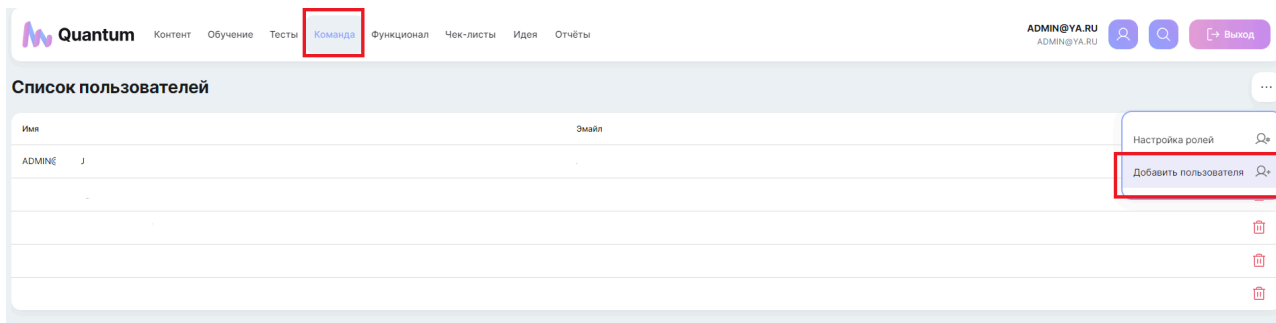 Quantum Контент Обучение Тесты Команда Функционал Чек-листы Идея Отчёты ADMIN@YA.RU Выход
ADMIN@YA.RU
Список пользователей
Имя Эмайл
Настройка ролей
Добавить пользователя